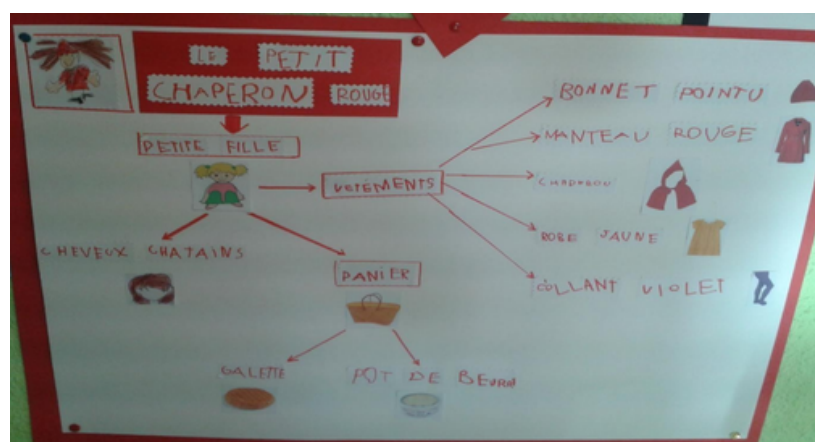 LE PETIT
CHAPERON ROUGE
PETITE FILLE
VETEMENTS
BONNET POINTU
MANTEAU ROUGE
CHAPERON
ROBE JAUNE
COLLANT VIOLET
CHEVEUX CHATAINS
PANIER
GALETTE
POT DE